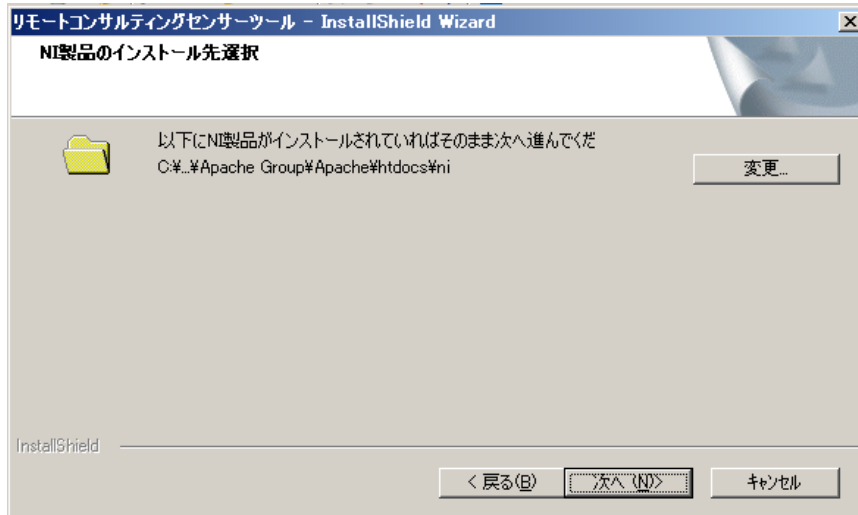 リモートコンサルティングセンサーツール - InstallShield Wizard
NI製品のインストール先選択
以下にNI製品がインストールされていればそのまま次へ進んでくだ
C:¥...¥Apache Group¥Apache¥htdocs¥ni
変更...
InstallShield
< 戻る(B)
次へ(N)>
キャンセル